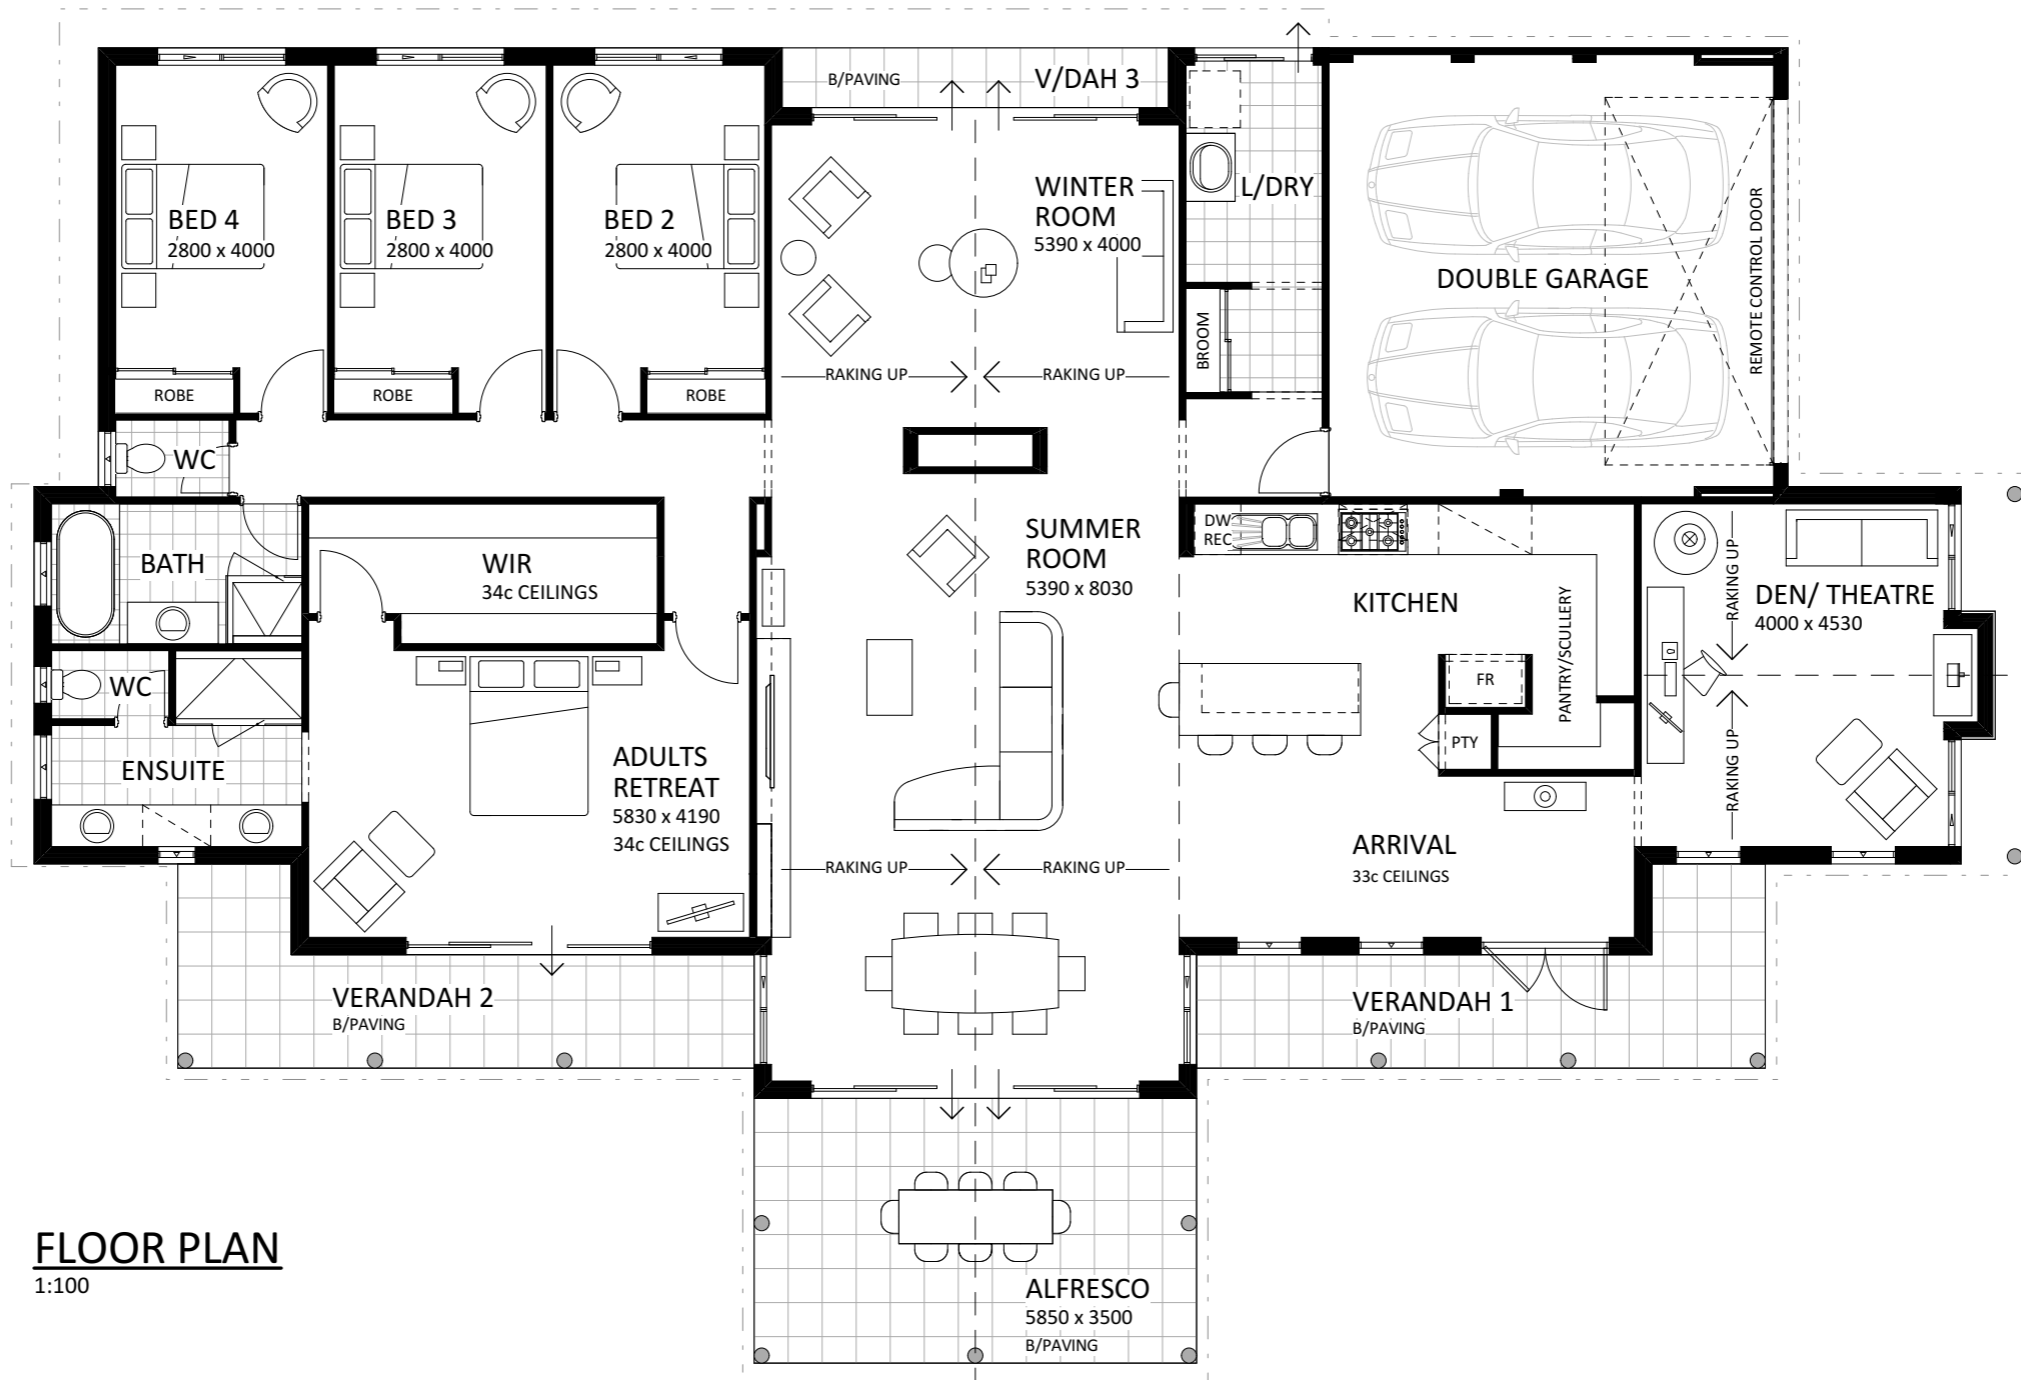 B/PAVING
V/DAH 3
BED 4
2800 x 4000
BED 3
2800 x 4000
BED 2
2800 x 4000
WINTER
ROOM
5390 x 4000
L/DRY
DOUBLE GARAGE
REMOTE CONTROL DOOR
BROOM
RAKING UP
RAKING UP
ROBE
ROBE
ROBE
WC
BATH
WIR
34c CEILINGS
SUMMER
ROOM
5390 x 8030
DW
REC
KITCHEN
PANTRY/SCULLERY
FR
PTY
DEN/ THEATRE
4000 x 4530
RAKING UP
RAKING UP
WC
ENSUITE
ADULTS
RETREAT
5830 x 4190
34c CEILINGS
RAKING UP
RAKING UP
ARRIVAL
33c CEILINGS
VERANDAH 2
B/PAVING
VERANDAH 1
B/PAVING
ALFRESCO
5850 x 3500
B/PAVING
FLOOR PLAN
1:100